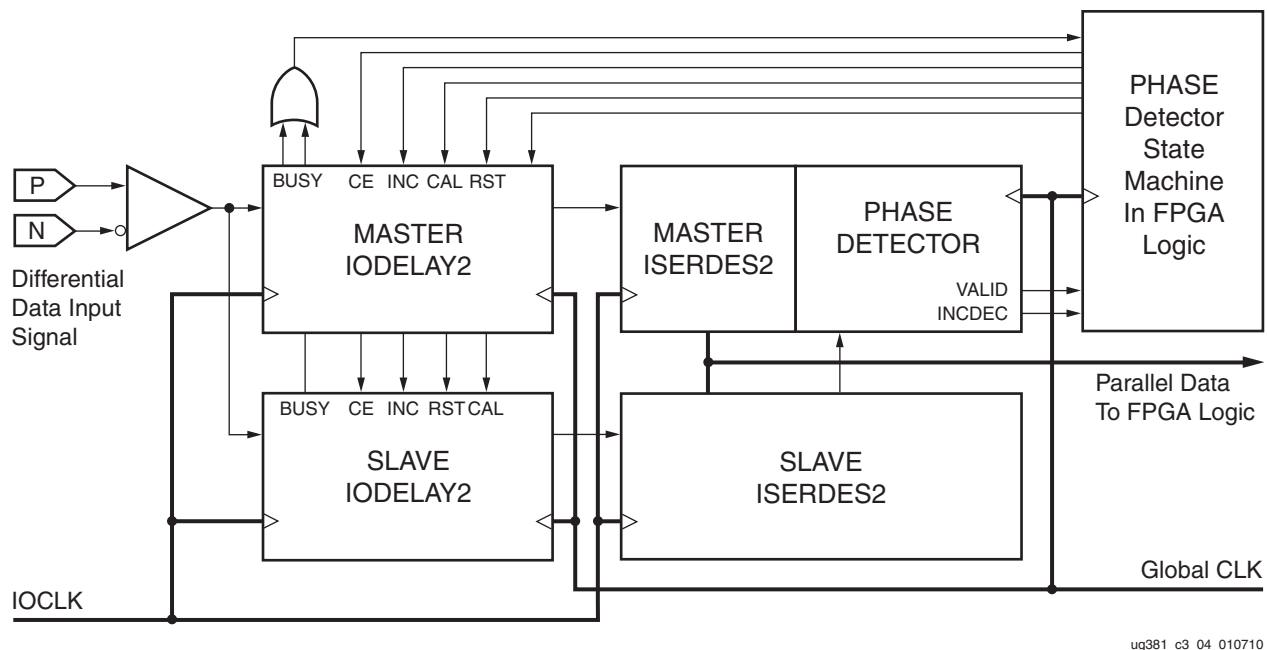 PHASE
Detector
State
Machine
In FPGA
Logic
BUSY CE INC CAL RST
P
N
MASTER
IODELAY2
MASTER
ISERDES2
PHASE
DETECTOR
Differential
Data Input
Signal
VALID
INCDEC
Parallel Data
To FPGA Logic
BUSY CE INC RST CAL
SLAVE
IODELAY2
SLAVE
ISERDES2
Global CLK
IOCLK
ug381_c3_04_010710